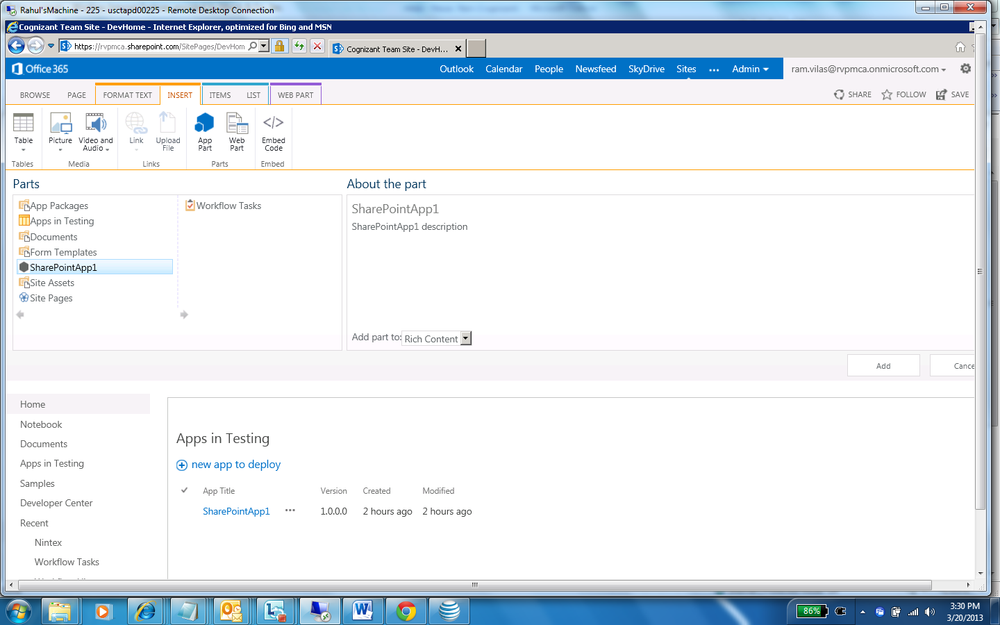 Rahul'sMachine - 225 - usctapd00225 - Remote Desktop Connection
Cognizant Team Site - DevHome - Internet Explorer, optimized for Bing and MSN
https://rvpmca.sharepoint.com/SitePages/DevHom
Cognizant Team Site - DevH...
Office 365
Outlook Calendar People Newsfeed SkyDrive Sites ... Admin
ram.vilas@rvpmca.onmicrosoft.com
BROWSE PAGE FORMAT TEXT INSERT ITEMS LIST WEB PART
SHARE FOLLOW SAVE
Table
Picture
Video and Audio
Link
Upload File
App Part
Web Part
Embed Code
Tables Media Links Parts Embed
Parts
App Packages
Apps in Testing
Documents
Form Templates
SharePointApp1
Site Assets
Site Pages
Workflow Tasks
About the part
SharePointApp1
SharePointApp1 description
Add part to: Rich Content
Add
Cance
Home
Notebook
Documents
Apps in Testing
Samples
Developer Center
Recent
Nintex
Workflow Tasks
Apps in Testing
new app to deploy
App Title Version Created Modified
SharePointApp1 ... 1.0.0.0 2 hours ago 2 hours ago
86%
3:30 PM
3/20/2013